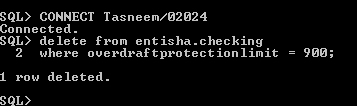 SQL> CONNECT Tasneem/02024
Connected.
SQL> delete from entisha.checking
  2  where overdraftprotectionlimit = 900;
1 row deleted.
SQL>